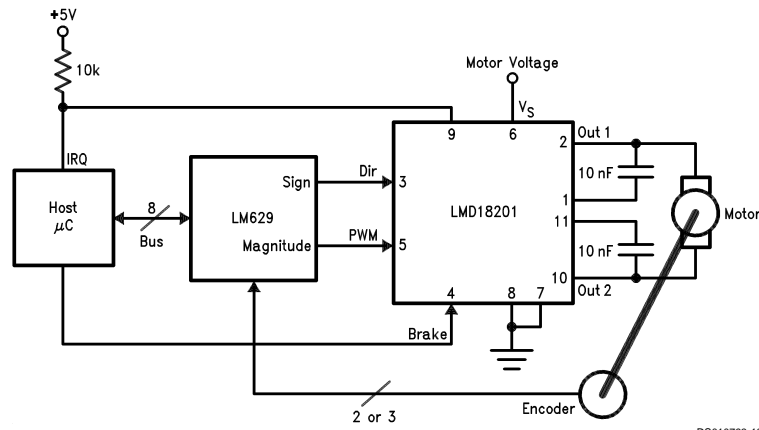 +5V
10k
Motor Voltage
VS
IRQ
9
6
2
Out 1
Host
μC
8
Bus
LM629
Sign
Magnitude
Dir
PWM
3
5
LMD18201
1
11
10
10 nF
10 nF
Motor
Out 2
4
8
7
Brake
2 or 3
Encoder